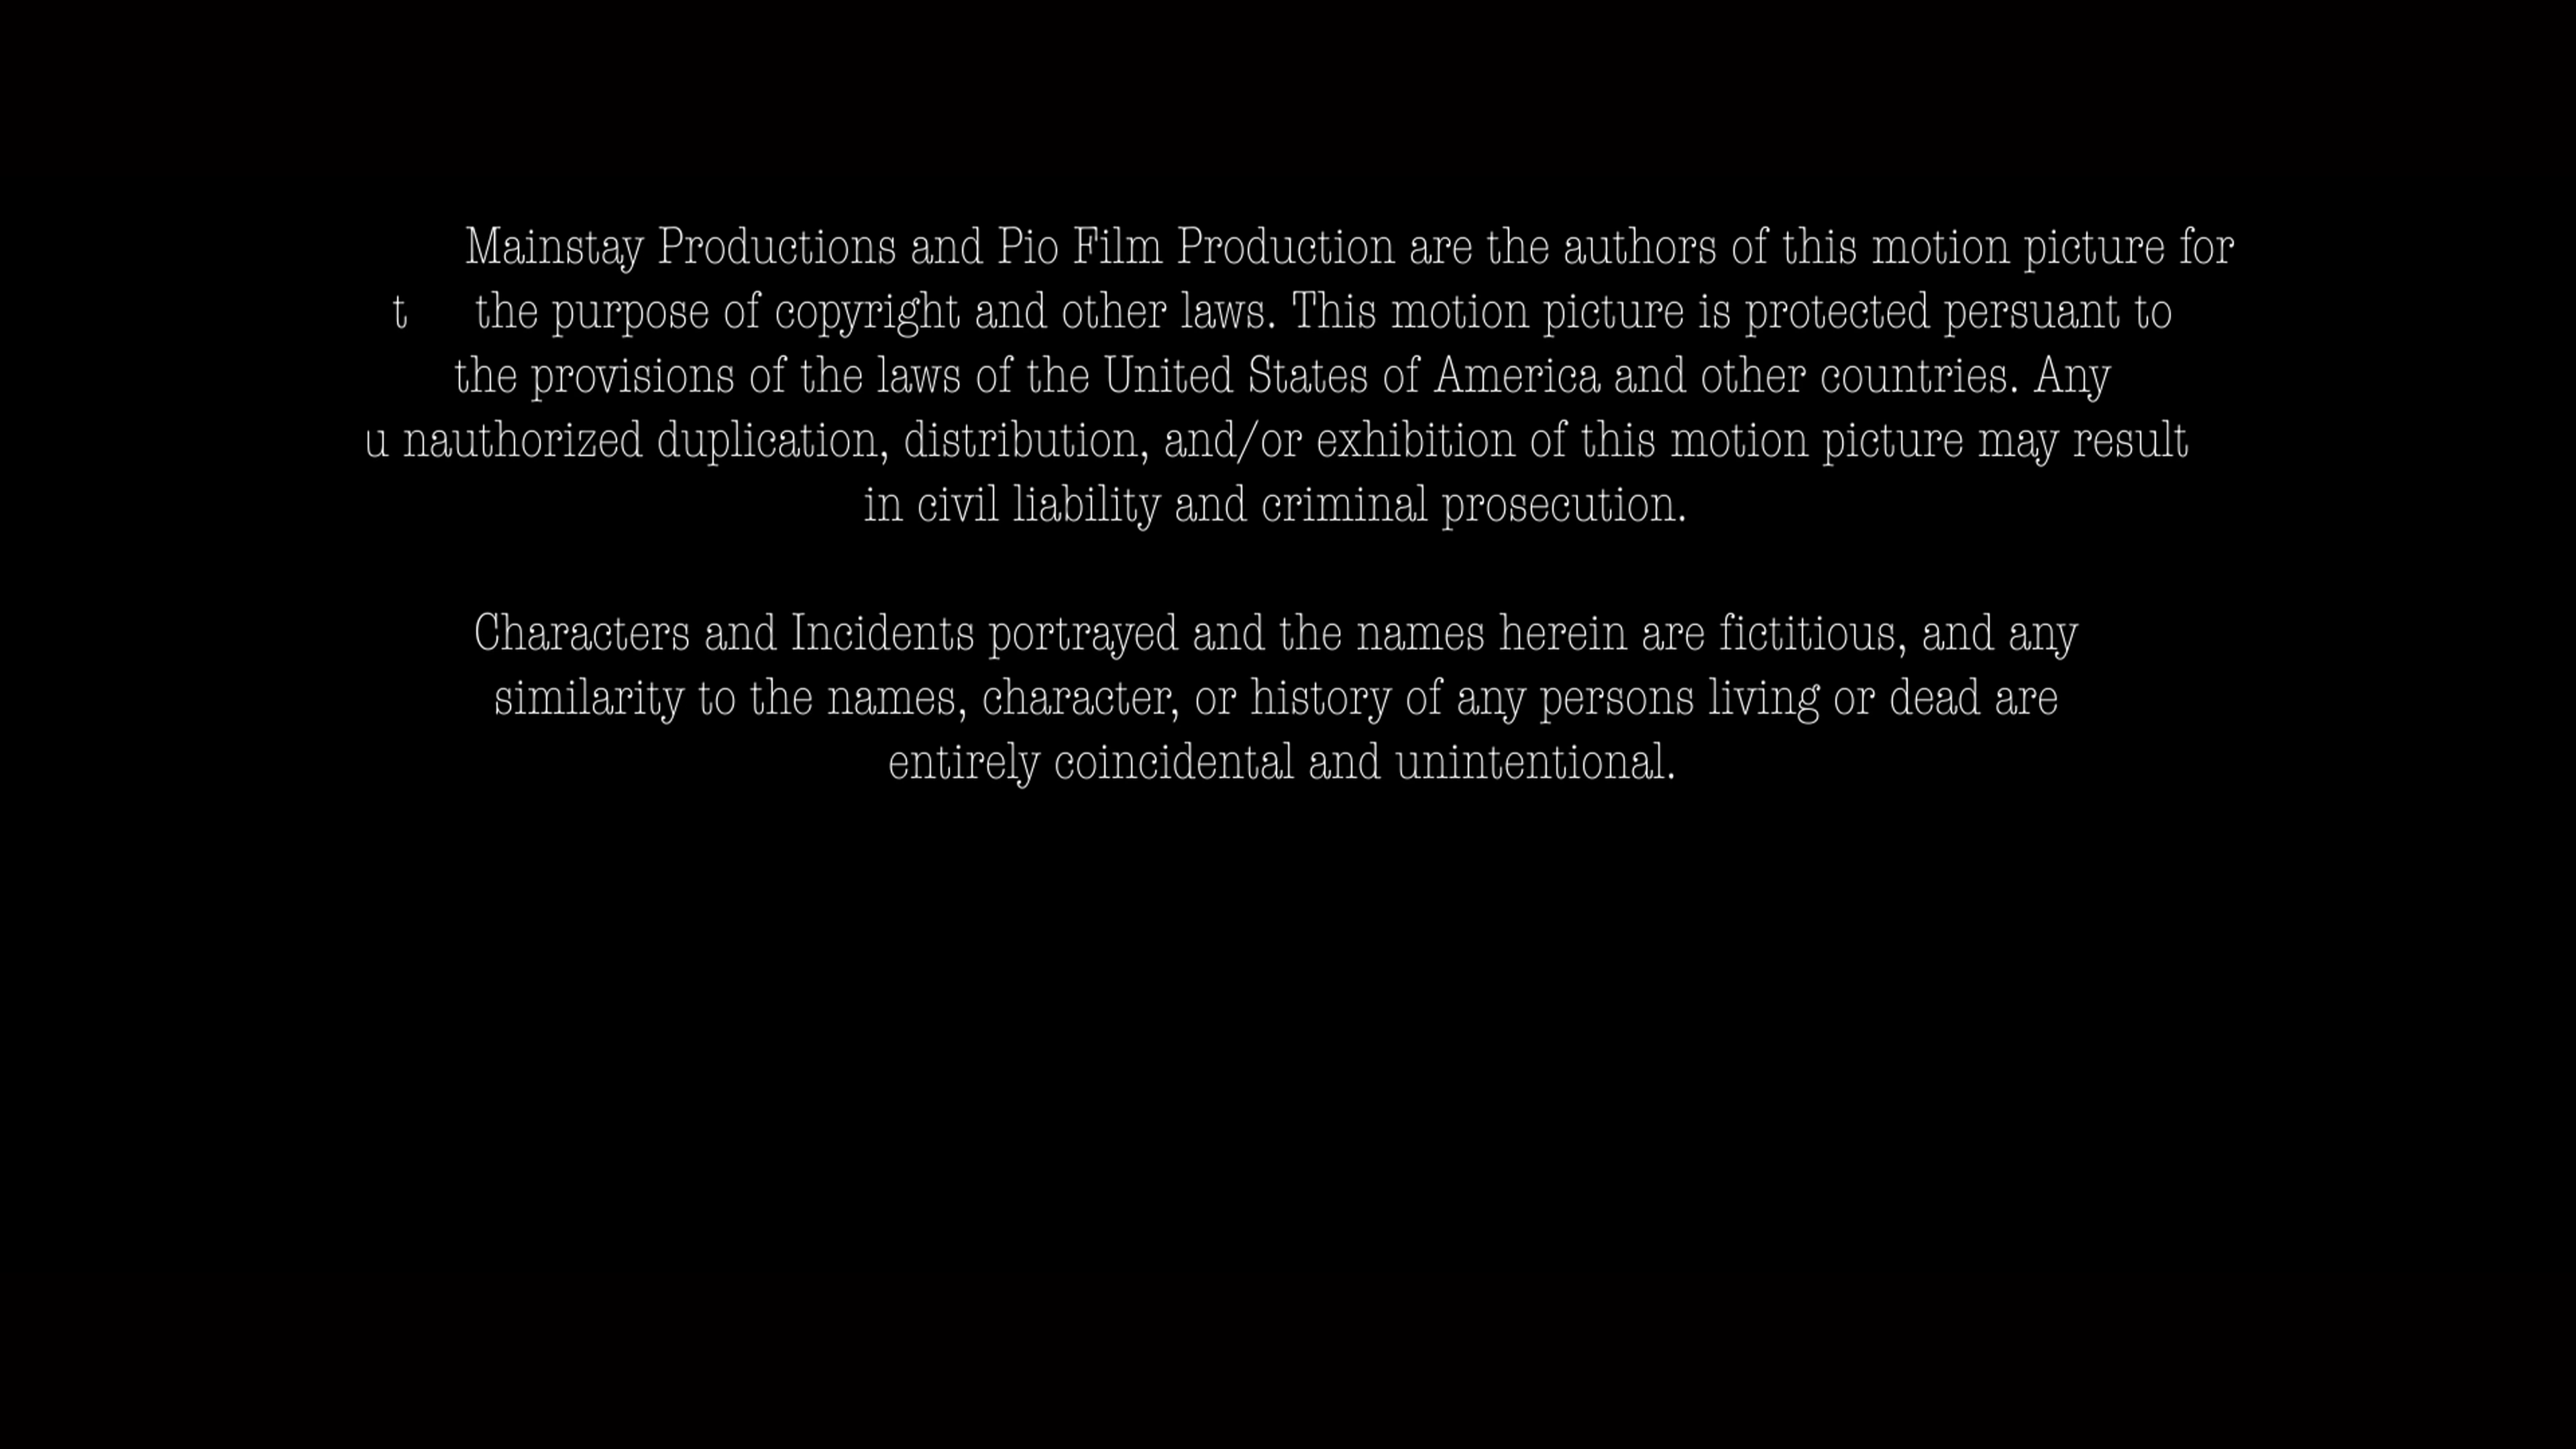 Mainstay Productions and Pio Film Production are the authors of this motion picture for
t the purpose of copyright and other laws. This motion picture is protected persuant to
the provisions of the laws of the United States of America and other countries. Any
u nauthorized duplication, distribution, and/or exhibition of this motion picture may result
in civil liability and criminal prosecution.
Characters and Incidents portrayed and the names herein are fictitious, and any
similarity to the names, character, or history of any persons living or dead are
entirely coincidental and unintentional.